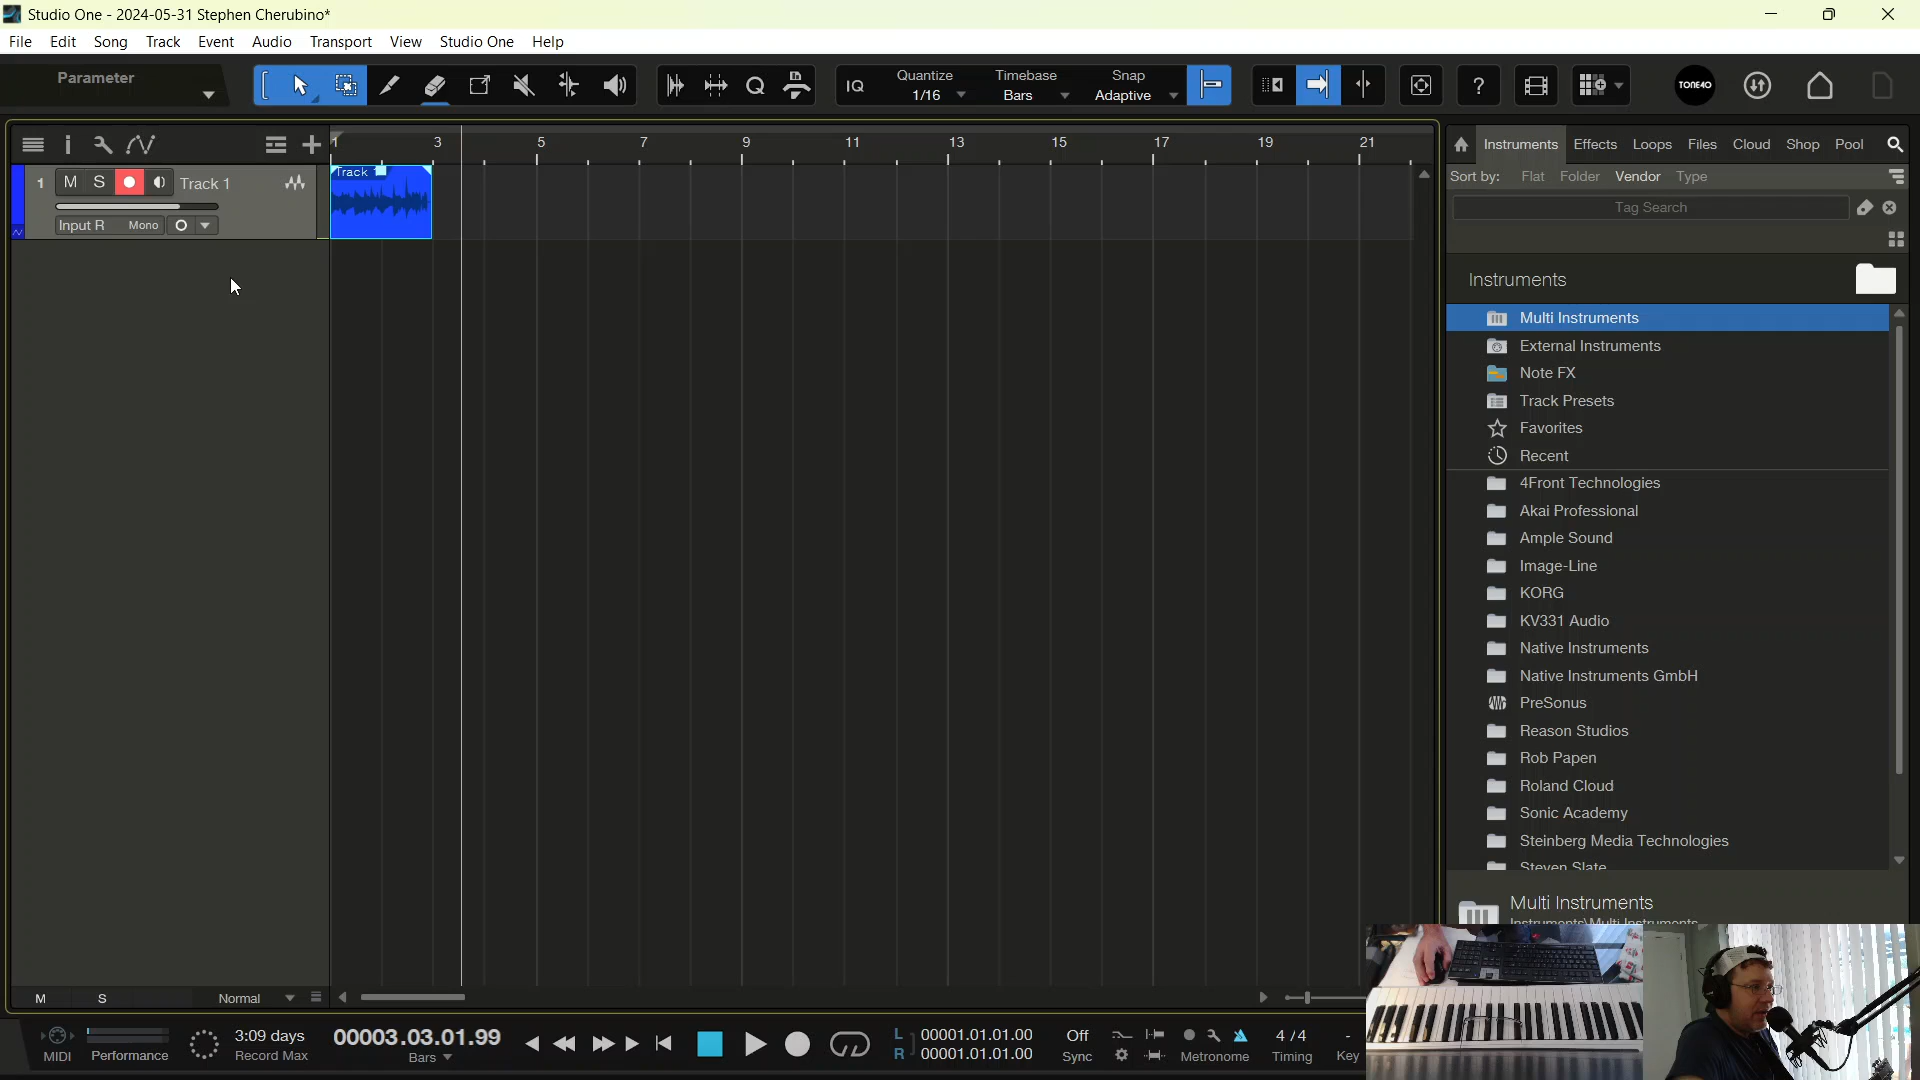 Studio One - 2024-05-31 Stephen Cherubino*
File Edit Song Track Event Audio Transport View Studio One Help
Parameter
IQ
Quantize
1/16
Timebase
Bars
Snap
Adaptive
?
TONE40
1 3 5 7 9 11 13 15 17 19 21
Instruments Effects Loops Files Cloud Shop Pool
Sort by: Flat Folder Vendor Type
Tag Search
1 M S Track 1
Input R Mono
Track
Instruments
Multi Instruments
External Instruments
Note FX
Track Presets
Favorites
Recent
4Front Technologies
Akai Professional
Ample Sound
Image-Line
KORG
KV331 Audio
Native Instruments
Native Instruments GmbH
PreSonus
Reason Studios
Rob Papen
Roland Cloud
Sonic Academy
Steinberg Media Technologies
Steven Slate
Multi Instruments
Instruments\Multi Instruments
M S Normal
MIDI
Performance
3:09 days
Record Max
00003.03.01.99
Bars
L 00001.01.01.00
R 00001.01.01.00
Off
Sync
Metronome
4 / 4
Timing
-
Key